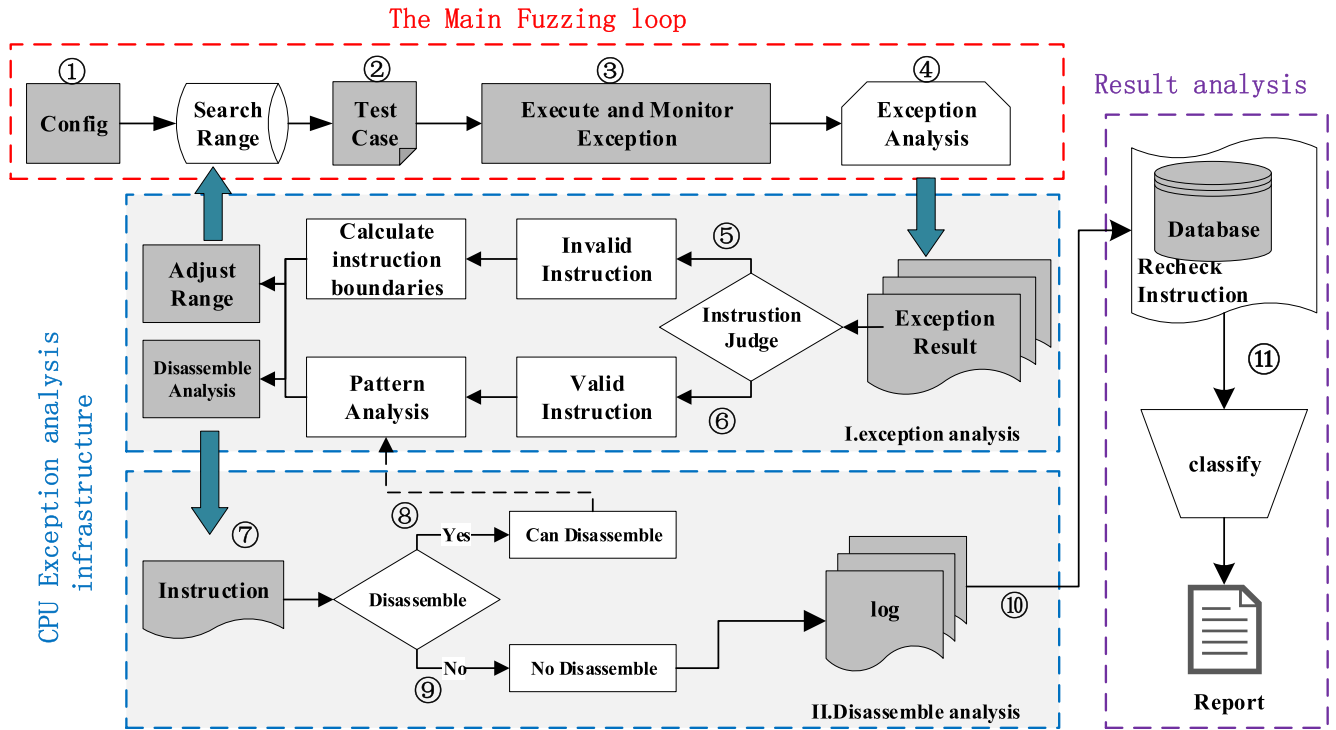 The Main Fuzzing loop
①
②
③
④
Config
Search
Range
Test
Case
Execute and Monitor
Exception
Exception
Analysis
Result analysis
CPU Exception analysis
infrastructure
Adjust
Range
Disassemble
Analysis
Calculate
instruction
boundaries
Invalid
Instruction
⑤
Instrustion
Judge
Exception
Result
Pattern
Analysis
Valid
Instruction
⑥
I.exception analysis
⑦
Instruction
Disassemble
⑧
Yes
Can Disassemble
⑨
No
No Disassemble
log
⑩
II.Disassemble analysis
Database
Recheck
Instruction
⑪
classify
Report